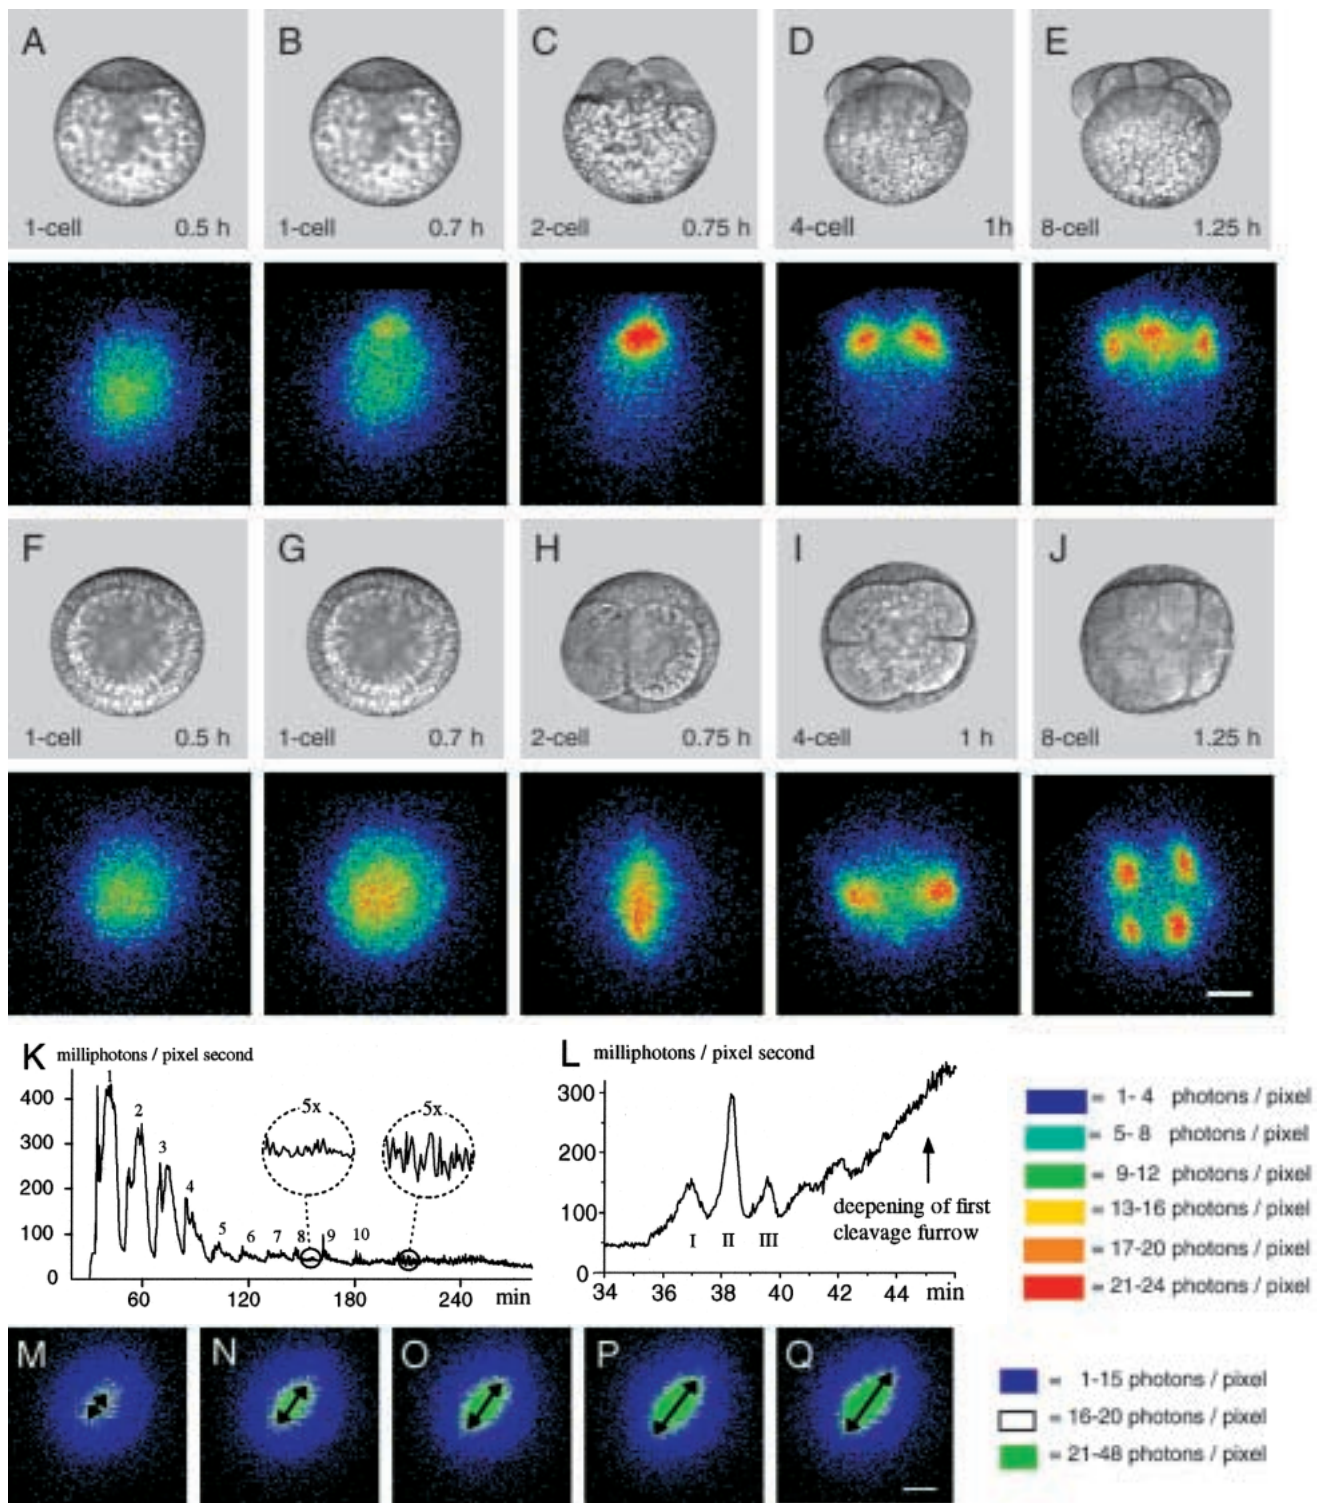 A B C D E
1-cell 0.5 h 1-cell 0.7 h 2-cell 0.75 h 4-cell 1h 8-cell 1.25 h
F G H I J
1-cell 0.5 h 1-cell 0.7 h 2-cell 0.75 h 4-cell 1 h 8-cell 1.25 h
K milliphotons / pixel second
400
300
200
100
0
1
2
3
4
5 6 7 8 9 10
5x 5x
60 120 180 240 min
L milliphotons / pixel second
300
200
100
0
I II III
deepening of first
cleavage furrow
34 36 38 40 42 44 min
= 1- 4 photons / pixel
= 5- 8 photons / pixel
= 9-12 photons / pixel
= 13-16 photons / pixel
= 17-20 photons / pixel
= 21-24 photons / pixel
M N O P Q
= 1-15 photons / pixel
= 16-20 photons / pixel
= 21-48 photons / pixel